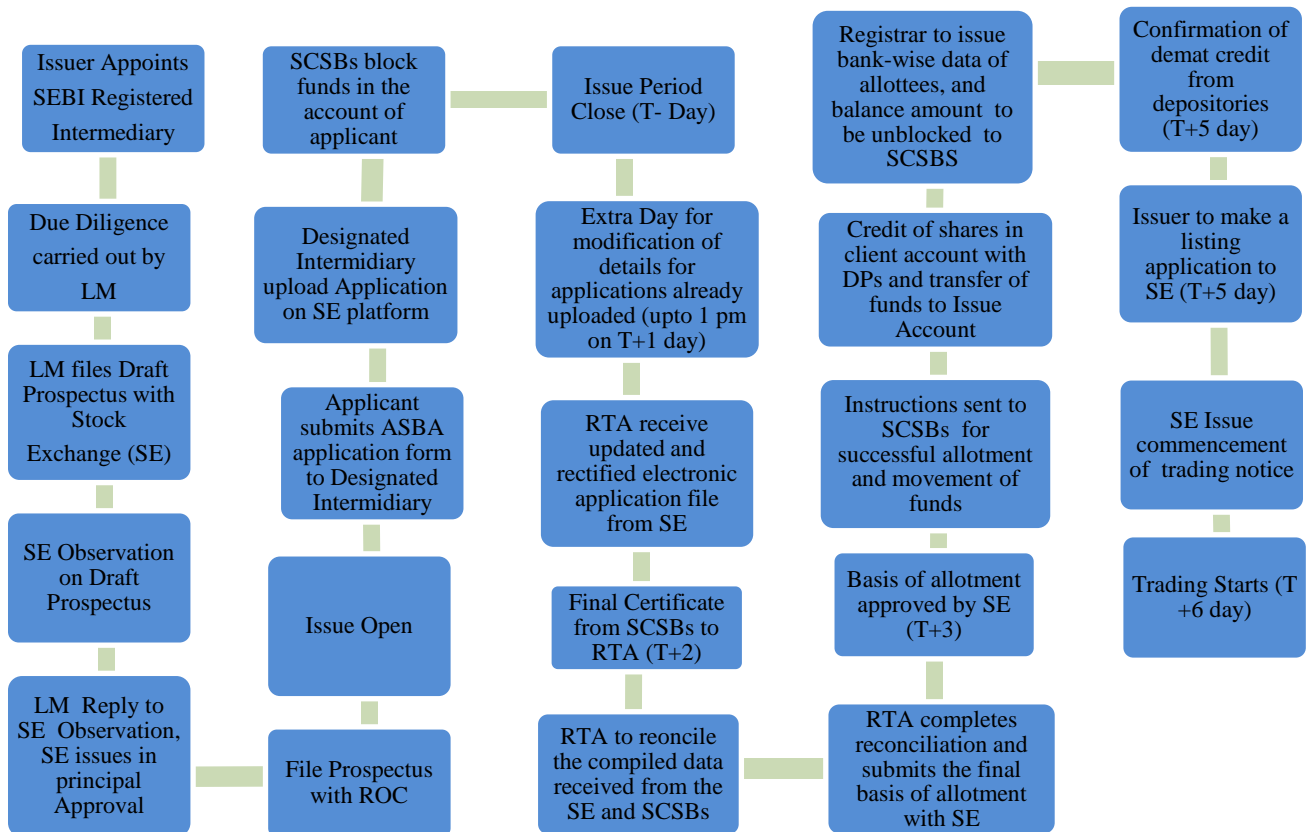 Issuer Appoints
SEBI Registered
Intermediary
Due Diligence
carried out by
LM
LM files Draft
Prospectus with
Stock
Exchange (SE)
SE Observation
on Draft
Prospectus
LM Reply to
SE Observation,
SE issues in
principal
Approval
File Prospectus
with ROC
Issue Open
Applicant
submits ASBA
application form
to Designated
Intermidiary
Designated
Intermidiary
upload Application
on SE platform
SCSBs block
funds in the
account of
applicant
Issue Period
Close (T- Day)
Extra Day for
modification of
details for
applications already
uploaded (upto 1 pm
on T+1 day)
RTA receive
updated and
rectified electronic
application file
from SE
Final Certificate
from SCSBs to
RTA (T+2)
RTA to reconcile
the compiled data
received from the
SE and SCSBs
RTA completes
reconciliation and
submits the final
basis of allotment
with SE
Basis of allotment
approved by SE
(T+3)
Instructions sent to
SCSBs for
successful allotment
and movement of
funds
Credit of shares in
client account with
DPs and transfer of
funds to Issue
Account
Registrar to issue
bank-wise data of
allottees, and
balance amount to
be unblocked to
SCSBS
Confirmation of
demat credit
from
depositories
(T+5 day)
Issuer to make a
listing
application to
SE (T+5 day)
SE Issue
commencement
of trading notice
Trading Starts (T
+6 day)